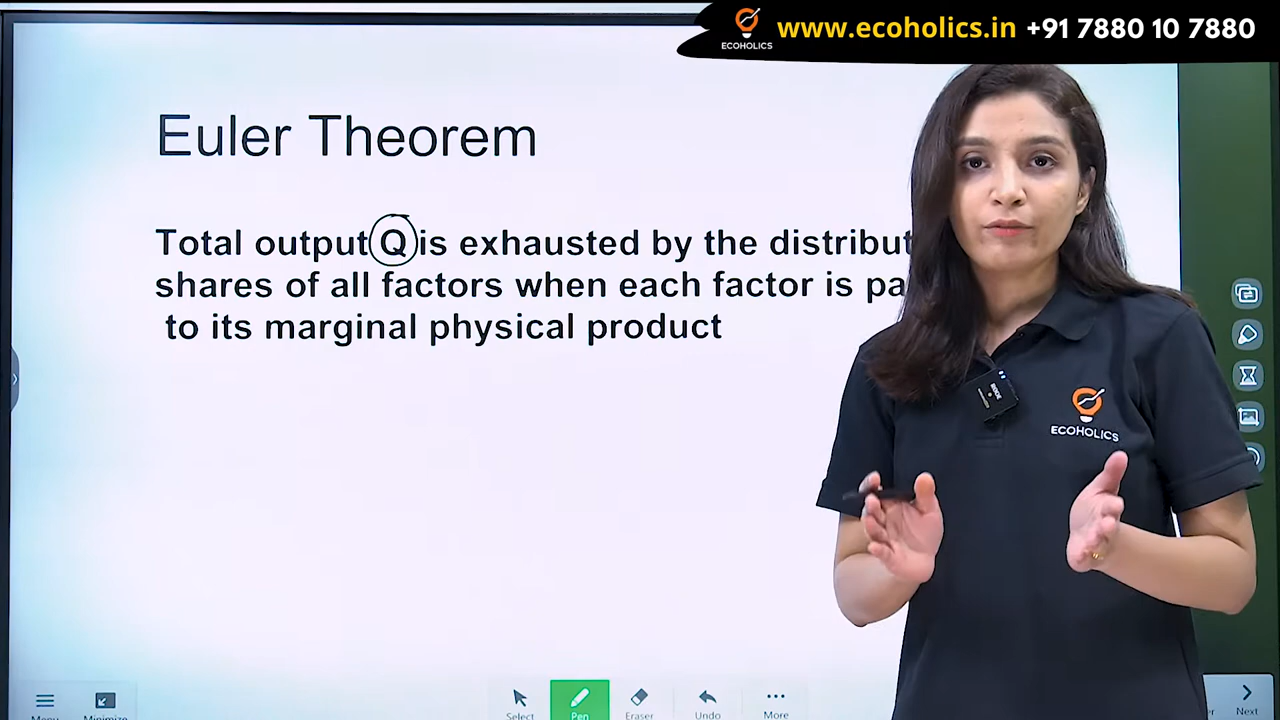 ECOHOLICS
www.ecoholics.in +91 7880 10 7880
Euler Theorem
Total output Q is exhausted by the distribut
shares of all factors when each factor is pa
to its marginal physical product
ECOHOLICS
Menu
Minimize
Select
Pen
Eraser
Undo
More
Next